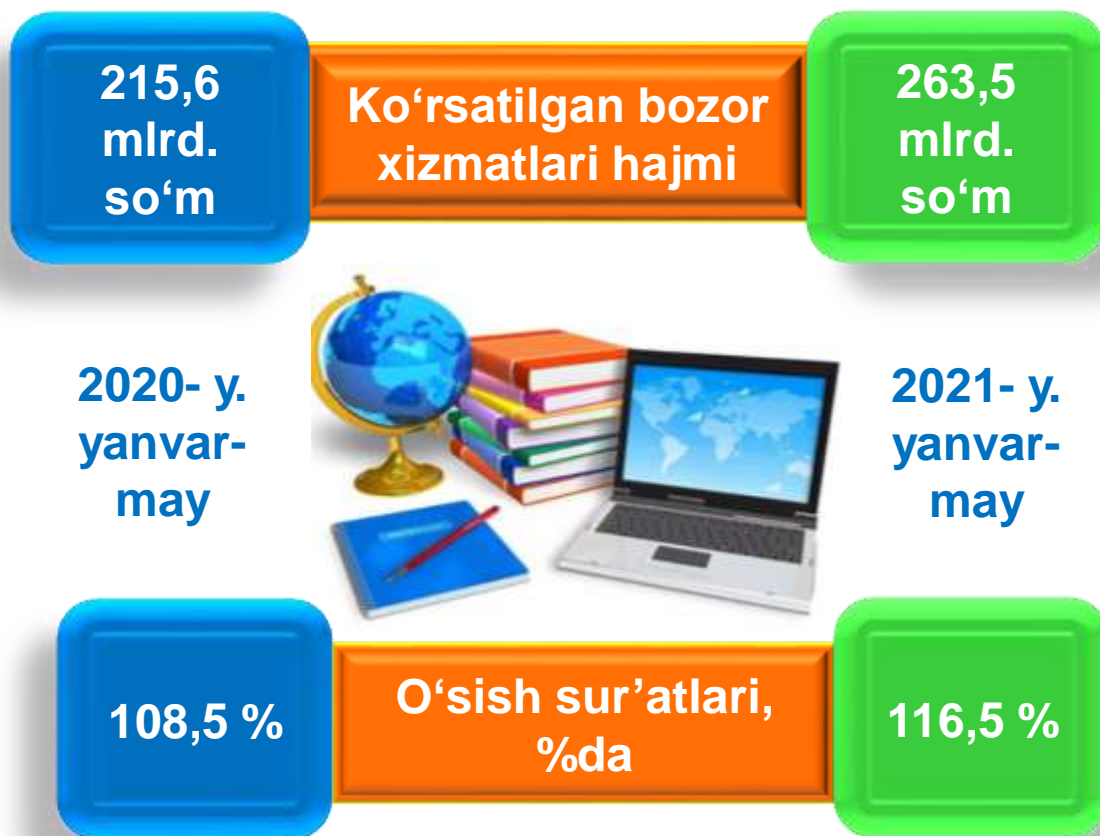 215,6
mlrd.
so‘m
Ko‘rsatilgan bozor
xizmatlari hajmi
263,5
mlrd.
so‘m
2020- y.
yanvar-
may
2021- y.
yanvar-
may
108,5 %
O‘sish sur’atlari,
%da
116,5 %